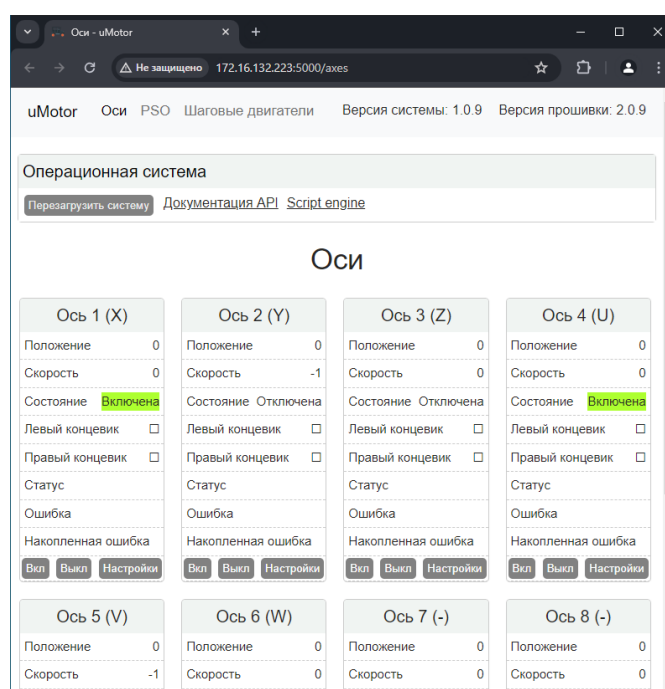 Оси - uMotor
Не защищено 172.16.132.223:5000/axes
uMotor Оси PSO Шаговые двигатели Версия системы: 1.0.9 Версия прошивки: 2.0.9
Операционная система
Перезагрузить систему Документация API Script engine
Оси
Ось 1 (X)
Положение 0
Скорость 0
Состояние Включена
Левый концевик
Правый концевик
Статус
Ошибка
Накопленная ошибка
Вкл Выкл Настройки
Ось 2 (Y)
Положение 0
Скорость -1
Состояние Отключена
Левый концевик
Правый концевик
Статус
Ошибка
Накопленная ошибка
Вкл Выкл Настройки
Ось 3 (Z)
Положение 0
Скорость 0
Состояние Отключена
Левый концевик
Правый концевик
Статус
Ошибка
Накопленная ошибка
Вкл Выкл Настройки
Ось 4 (U)
Положение 0
Скорость 0
Состояние Включена
Левый концевик
Правый концевик
Статус
Ошибка
Накопленная ошибка
Вкл Выкл Настройки
Ось 5 (V)
Положение 0
Скорость -1
Ось 6 (W)
Положение 0
Скорость 0
Ось 7 (-)
Положение 0
Скорость 0
Ось 8 (-)
Положение 0
Скорость 0